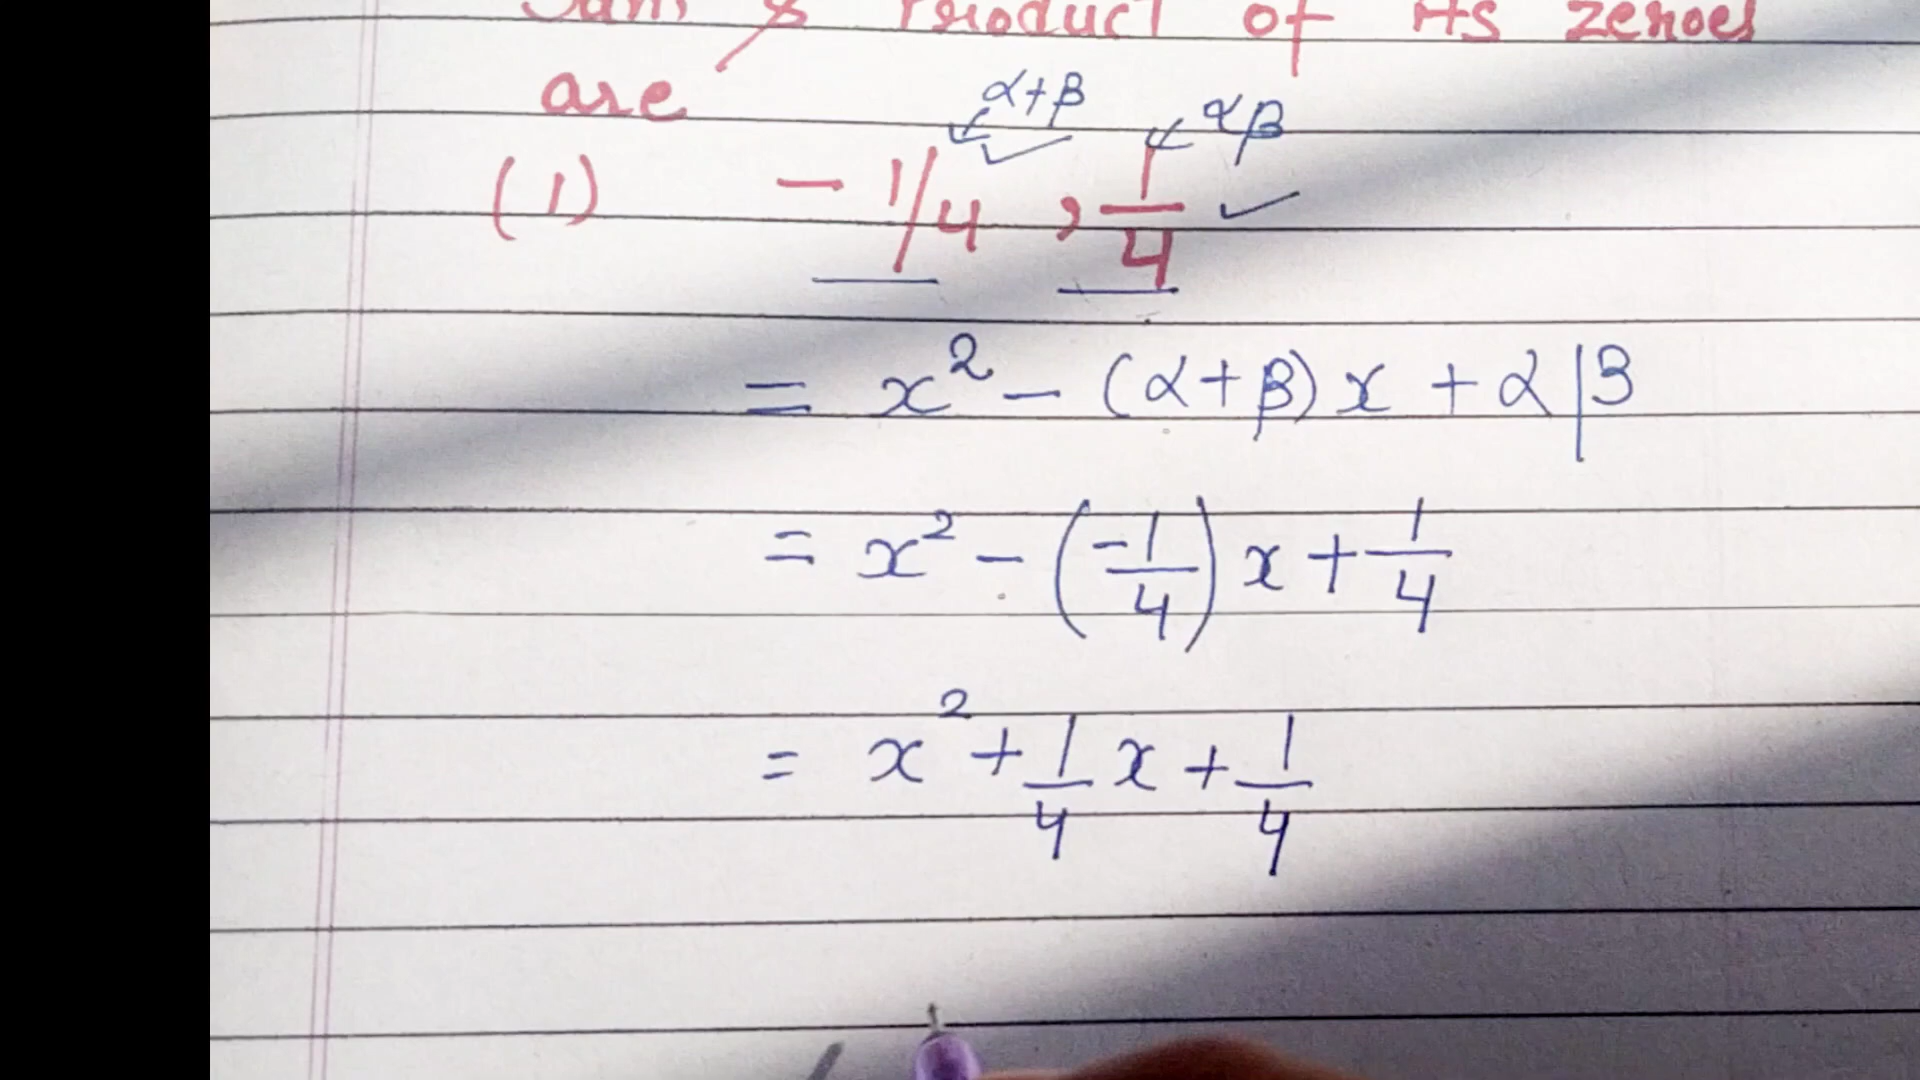 Sum & Product of its zeroes
are
α+β αβ
(1) - 1/4 , 1/4
= x² - (α+β)x + αβ
= x² - (-1/4) x + 1/4
= x² + 1/4 x + 1/4